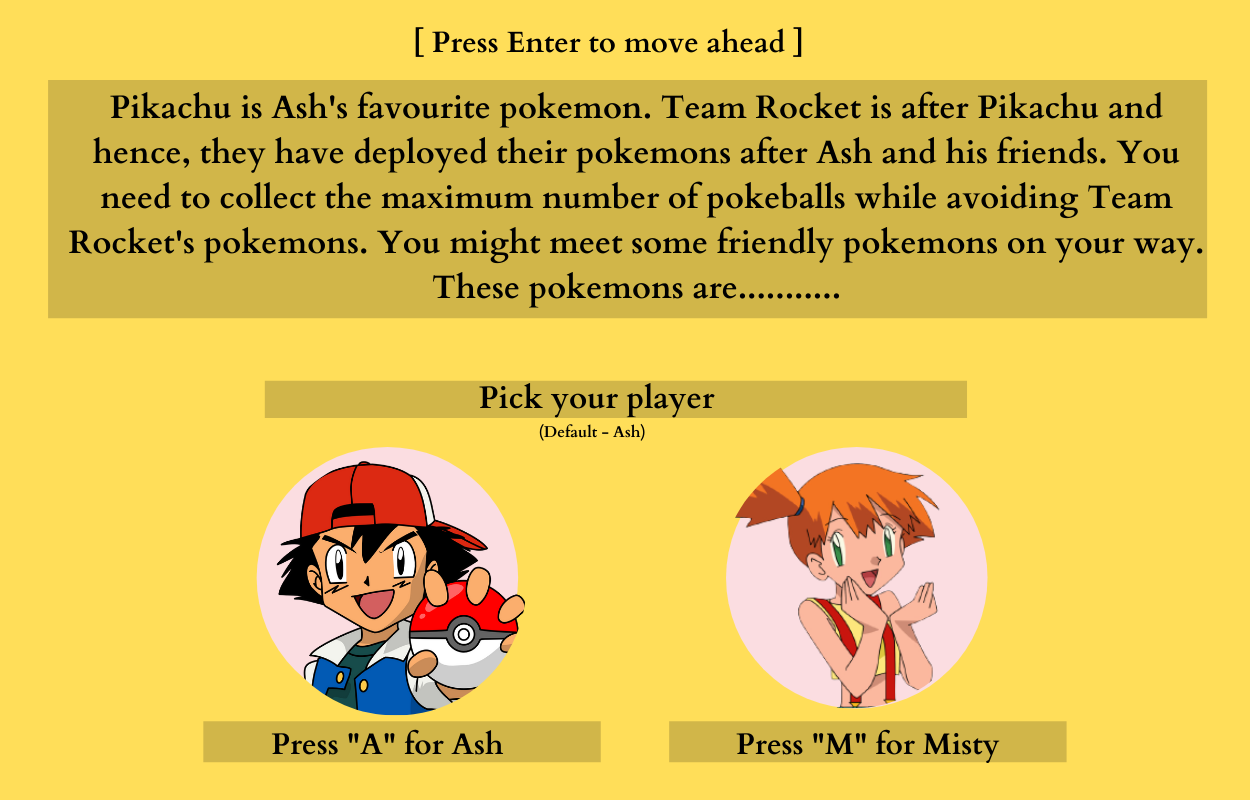 [ Press Enter to move ahead ]
Pikachu is Ash's favourite pokemon. Team Rocket is after Pikachu and
hence, they have deployed their pokemons after Ash and his friends. You
need to collect the maximum number of pokeballs while avoiding Team
Rocket's pokemons. You might meet some friendly pokemons on your way.
These pokemons are...........
Pick your player
(Default - Ash)
Press "A" for Ash
Press "M" for Misty